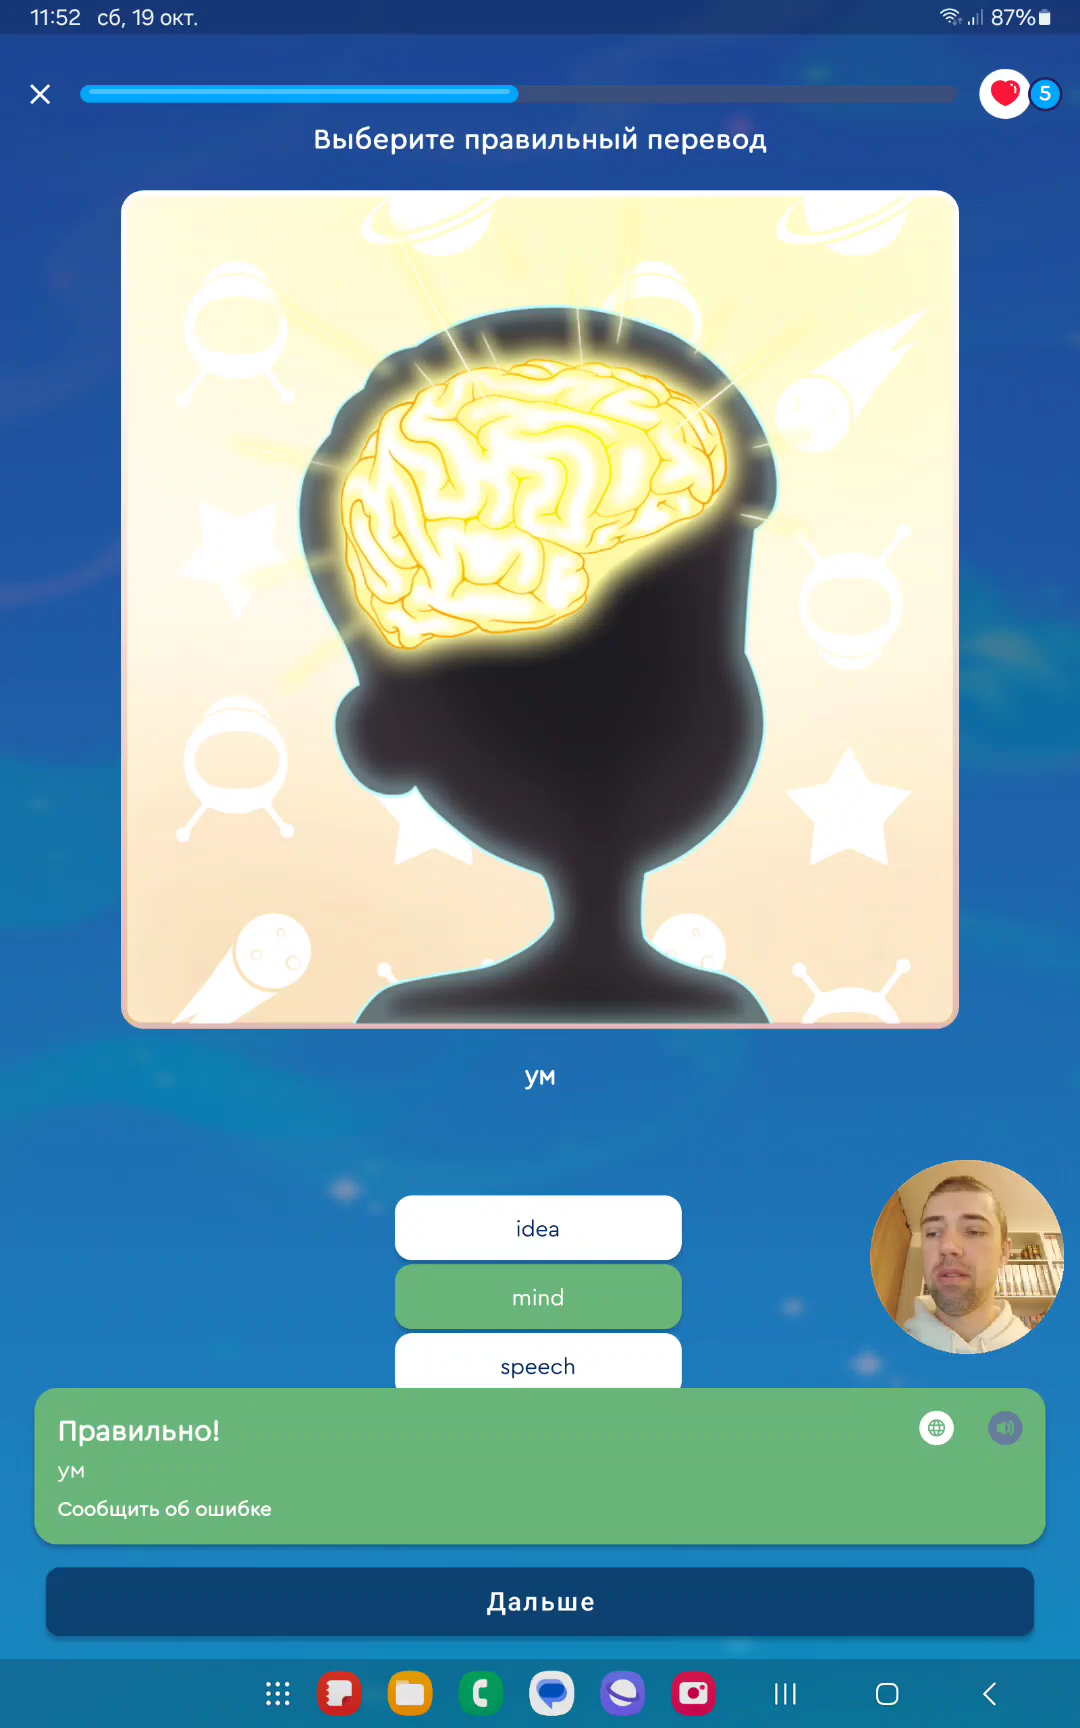 11:52 сб, 19 окт. 87%
5
Выберите правильный перевод
ум
idea
mind
speech
Правильно!
ум
Сообщить об ошибке
Дальше